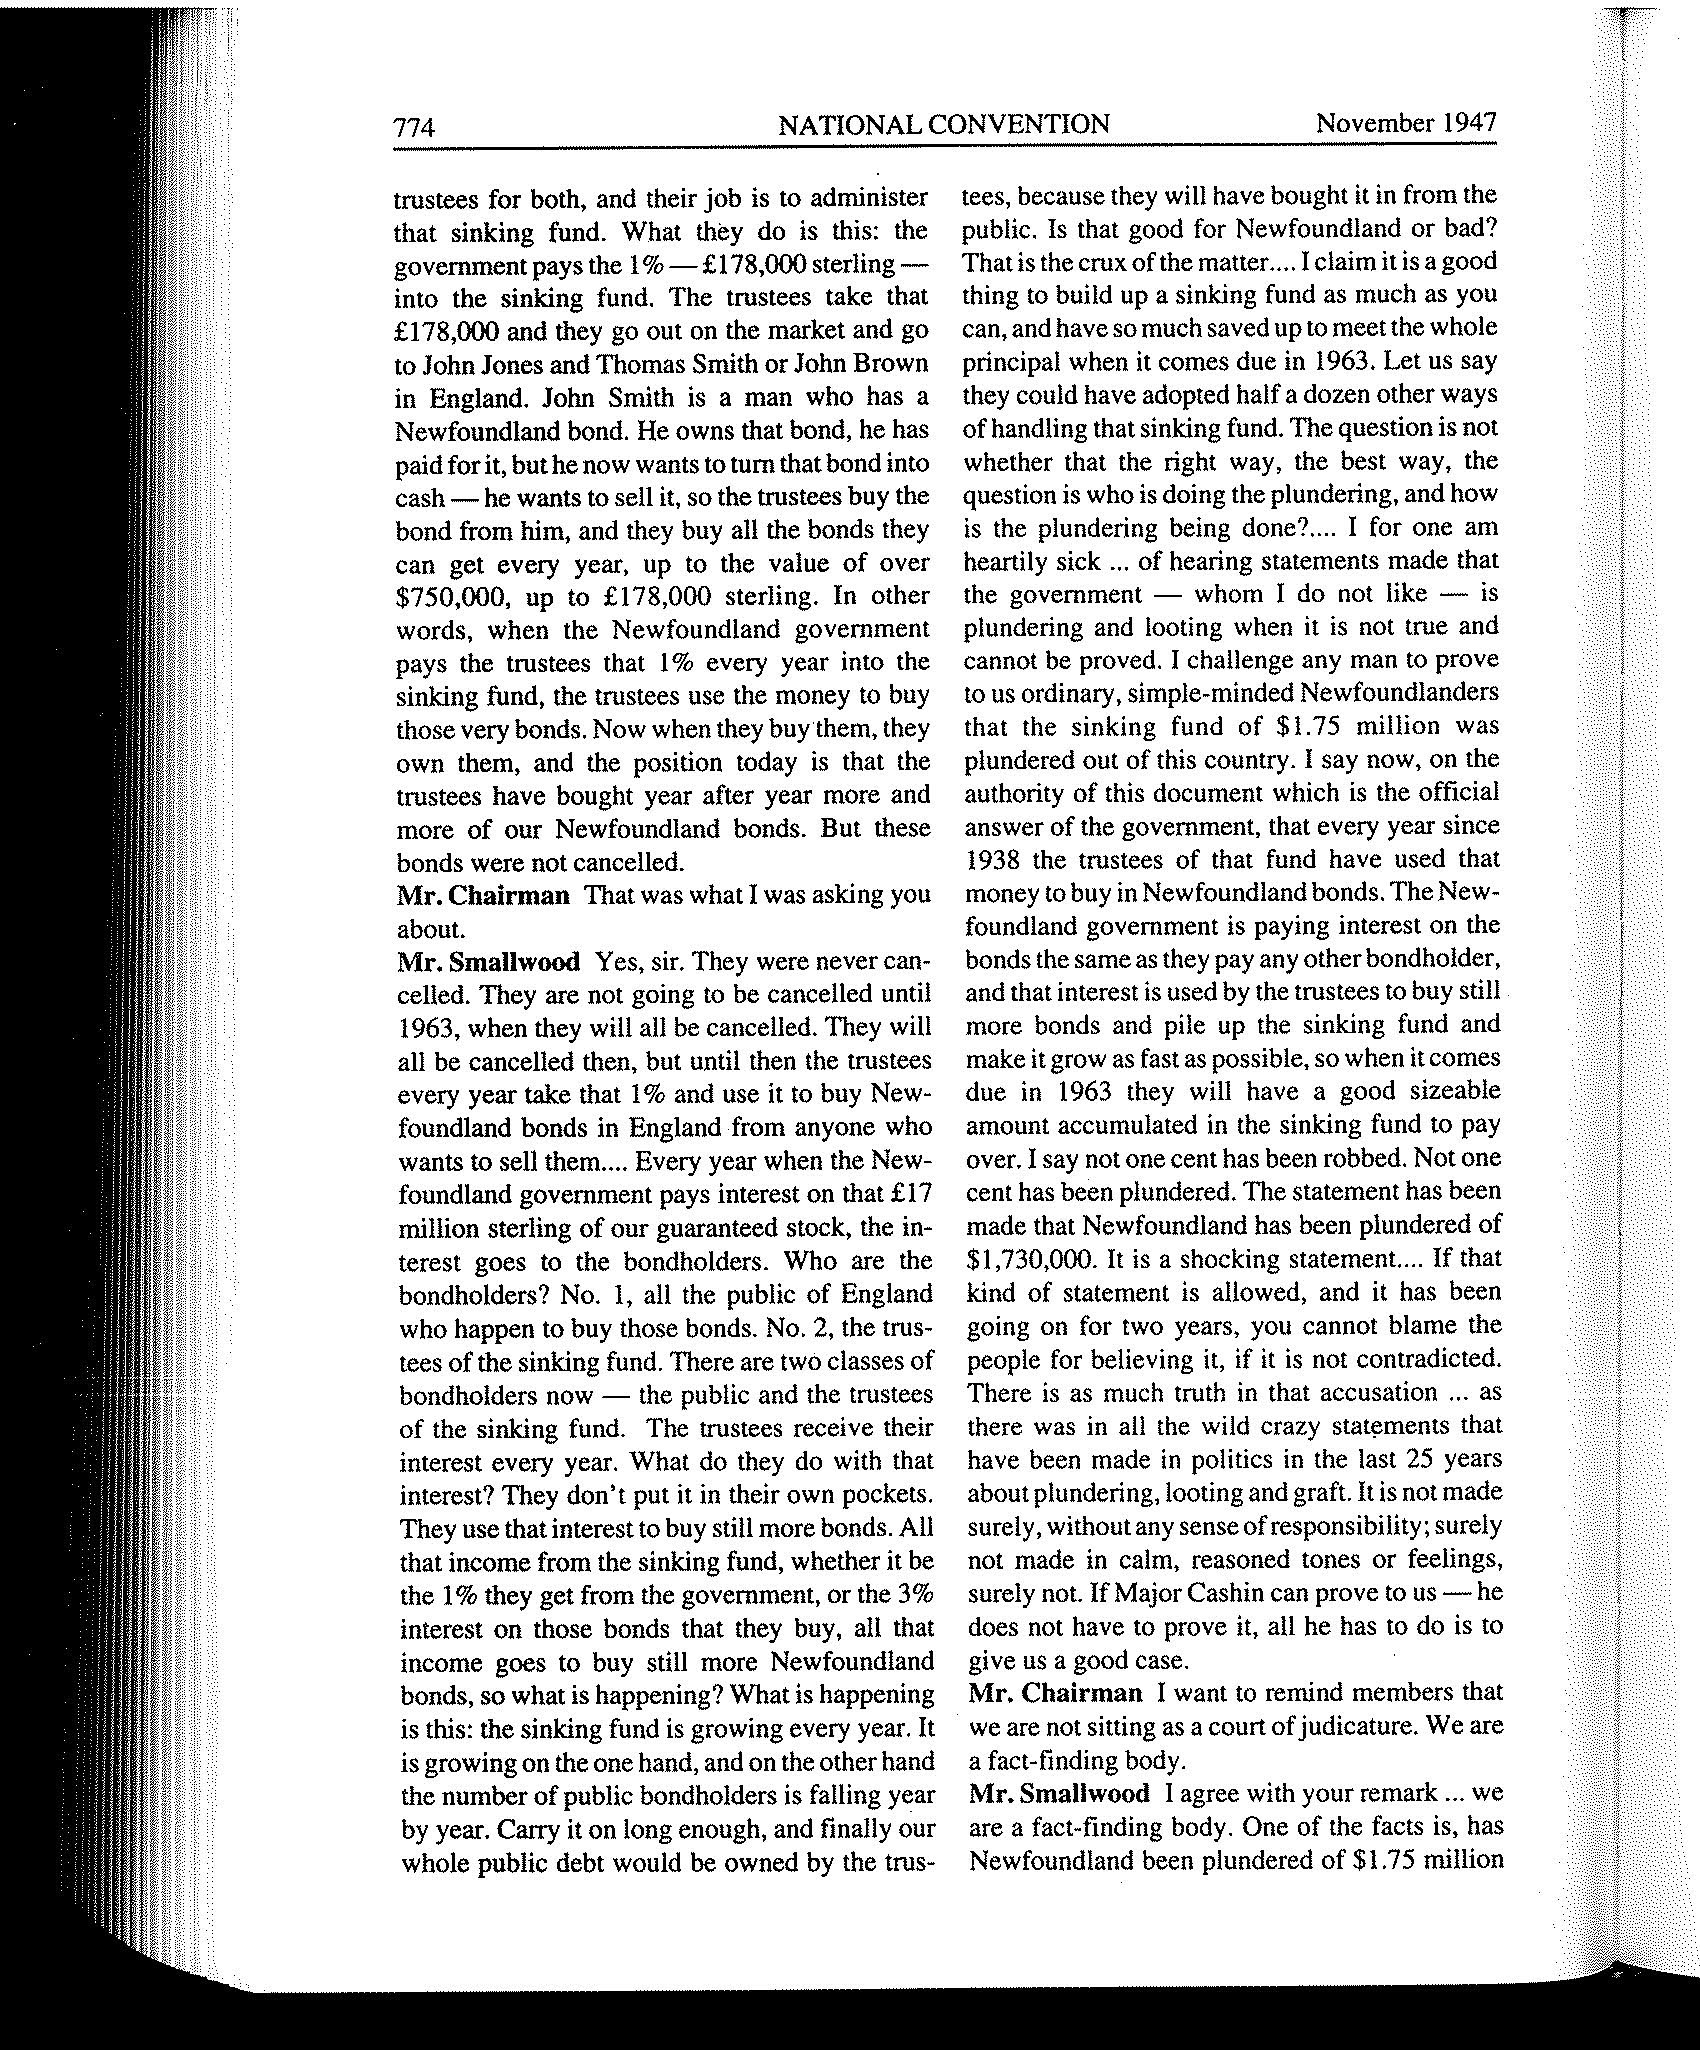 774 NATIONAL CONVENTION November 1947
trustees for both, and their job is to administer
that sinking fund. What they do is this: the
government pays the 1% — £178,000 sterling —
into the sinking fund. The trustees take that
£178,000 and they go out on the market and go
to John Jones and Thomas Smith or John Brown
in England. John Smith is a man who has a
Newfoundland bond. He owns that bond, he has
paid for it, but he now wants to turn that bond into
cash — he wants to sell it, so the trustees buy the
bond from him, and they buy all the bonds they
can get every year, up to the value of over
$750,000, up to £178,000 sterling. In other
words, when the Newfoundland government
pays the trustees that 1% every year into the
sinking fund, the trustees use the money to buy
those very bonds. Now when they buy them, they
own them, and the position today is that the
trustees have bought year after year more and
more of our Newfoundland bonds. But these
bonds were not cancelled.
Mr. Chairman That was what I was asking you
about.
Mr. Smallwood Yes, sir. They were never can-
celled. They are not going to be cancelled until
1963, when they will all be cancelled. They will
all be cancelled then, but until then the trustees
every year take that 1% and use it to buy New-
foundland bonds in England from anyone who
wants to sell them.... Every year when the New-
foundland government pays interest on that £17
million sterling of our guaranteed stock, the in-
terest goes to the bondholders. Who are the
bondholders? No. 1, all the public of England
who happen to buy those bonds. No. 2, the trus-
tees of the sinking fund. There are two classes of
bondholders now — the public and the trustees
of the sinking fund. The trustees receive their
interest every year. What do they do with that
interest? They don't put it in their own pockets.
They use that interest to buy still more bonds. All
that income from the sinking fund, whether it be
the 1% they get from the government, or the 3%
interest on those bonds that they buy, all that
income goes to buy still more Newfoundland
bonds, so what is happening? What is happening
is this: the sinking fund is growing every year. It
is growing on the one hand, and on the other hand
the number of public bondholders is falling year
by year. Carry it on long enough, and finally our
whole public debt would be owned by the trus-
tees, because they will have bought it in from the
public. Is that good for Newfoundland or bad?
That is the crux of the matter.... I claim it is a good
thing to build up a sinking fund as much as you
can, and have so much saved up to meet the whole
principal when it comes due in 1963. Let us say
they could have adopted half a dozen other ways
of handling that sinking fund. The question is not
whether that the right way, the best way, the
question is who is doing the plundering, and how
is the plundering being done?.... I for one am
heartily sick ... of hearing statements made that
the government — whom I do not like — is
plundering and looting when it is not true and
cannot be proved. I challenge any man to prove
to us ordinary, simple-minded Newfoundlanders
that the sinking fund of $1.75 million was
plundered out of this country. I say now, on the
authority of this document which is the official
answer of the government, that every year since
1938 the trustees of that fund have used that
money to buy in Newfoundland bonds. The New-
foundland government is paying interest on the
bonds the same as they pay any other bondholder,
and that interest is used by the trustees to buy still
more bonds and pile up the sinking fund and
make it grow as fast as possible, so when it comes
due in 1963 they will have a good sizeable
amount accumulated in the sinking fund to pay
over. I say not one cent has been robbed. Not one
cent has been plundered. The statement has been
made that Newfoundland has been plundered of
$1,730,000. It is a shocking statement.... If that
kind of statement is allowed, and it has been
going on for two years, you cannot blame the
people for believing it, if it is not contradicted.
There is as much truth in that accusation ... as
there was in all the wild crazy statements that
have been made in politics in the last 25 years
about plundering, looting and graft. It is not made
surely, without any sense of responsibility; surely
not made in calm, reasoned tones or feelings,
surely not. If Major Cashin can prove to us — he
does not have to prove it, all he has to do is to
give us a good case.
Mr. Chairman I want to remind members that
we are not sitting as a court of judicature. We are
a fact-finding body.
Mr. Smallwood I agree with your remark ... we
are a fact-finding body. One of the facts is, has
Newfoundland been plundered of $1.75 million